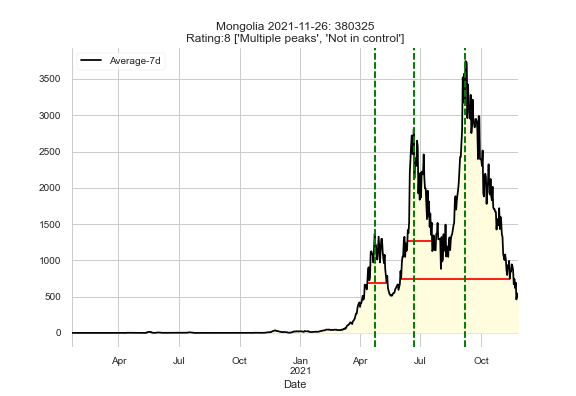 Mongolia 2021-11-26: 380325
Rating:8 ['Multiple peaks', 'Not in control']
Average-7d
3500
3000
2500
2000
1500
1000
500
0
Apr Jul Oct Jan Apr Jul Oct
2021
Date